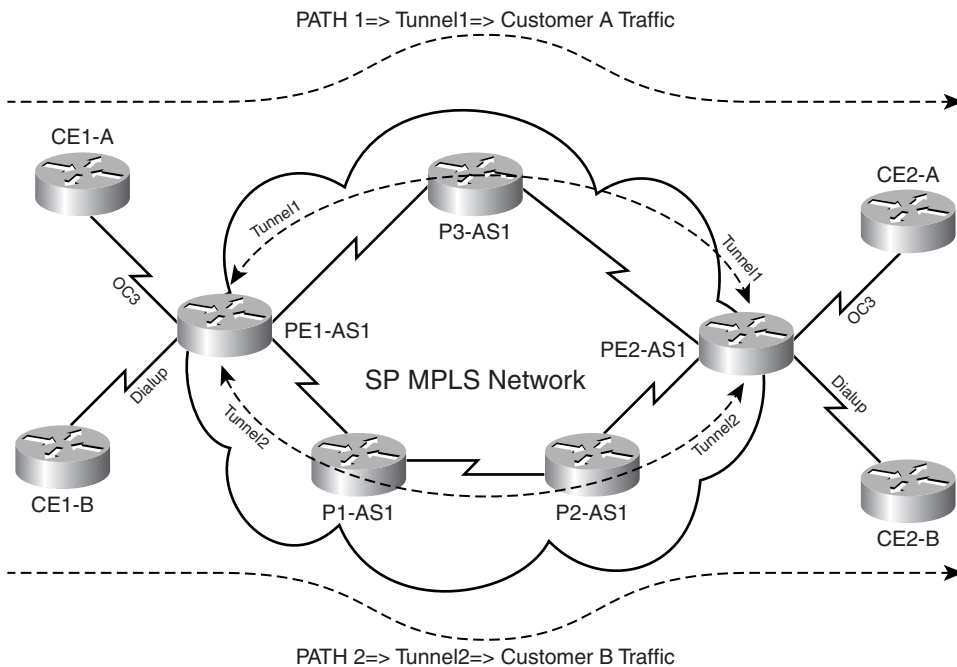 PATH 1=> Tunnel1=> Customer A Traffic
CE1-A
CE2-A
Tunnel1
P3-AS1
Tunnel1
OC3
OC3
PE1-AS1
PE2-AS1
SP MPLS Network
Dialup
Dialup
Tunnel2
Tunnel2
CE1-B
P1-AS1
P2-AS1
CE2-B
PATH 2=> Tunnel2=> Customer B Traffic